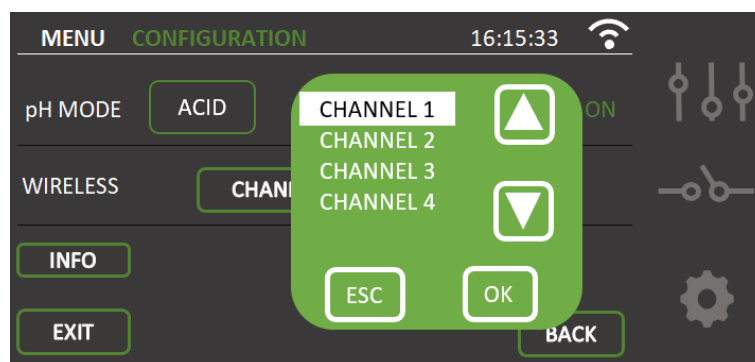 MENU CONFIGURATION 16:15:33
pH MODE ACID ON
CHANNEL 1
CHANNEL 2
CHANNEL 3
CHANNEL 4
WIRELESS CHAN
INFO
ESC OK
EXIT BACK